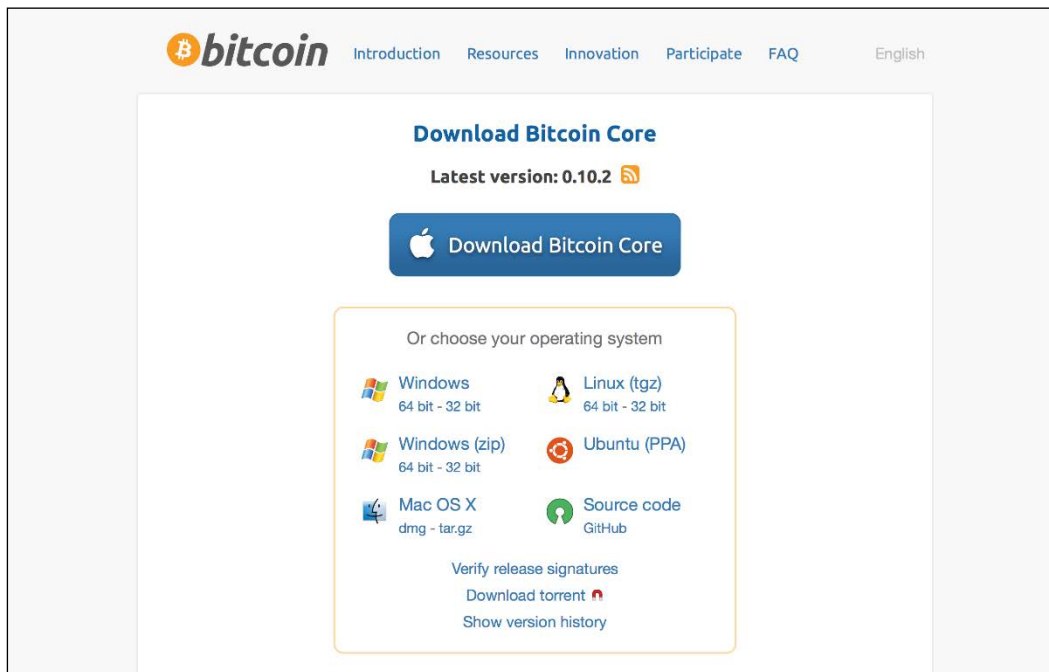 bitcoin Introduction Resources Innovation Participate FAQ English
Download Bitcoin Core
Latest version: 0.10.2
Download Bitcoin Core
Or choose your operating system
Windows Linux (tgz)
64 bit - 32 bit 64 bit - 32 bit
Windows (zip) Ubuntu (PPA)
64 bit - 32 bit
Mac OS X Source code
dmg - tar.gz GitHub
Verify release signatures
Download torrent
Show version history